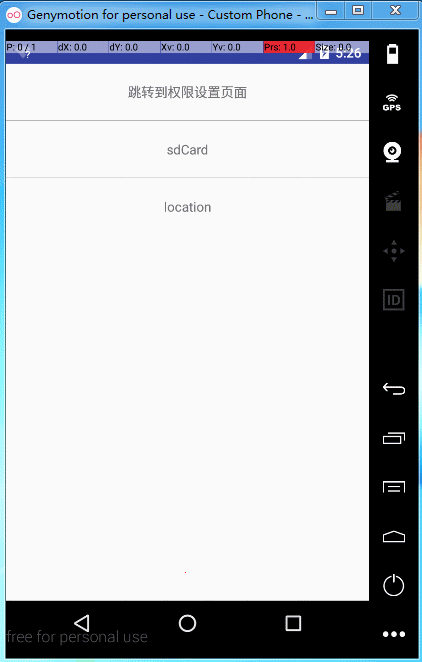 Genymotion for personal use - Custom Phone - ...
P: 0 / 1 dX: 0.0 dY: 0.0 Xv: 0.0 Yv: 0.0 Prs: 1.0 Size: 0.0
5:26
跳转到权限设置页面
GPS
sdCard
location
ID
free for personal use